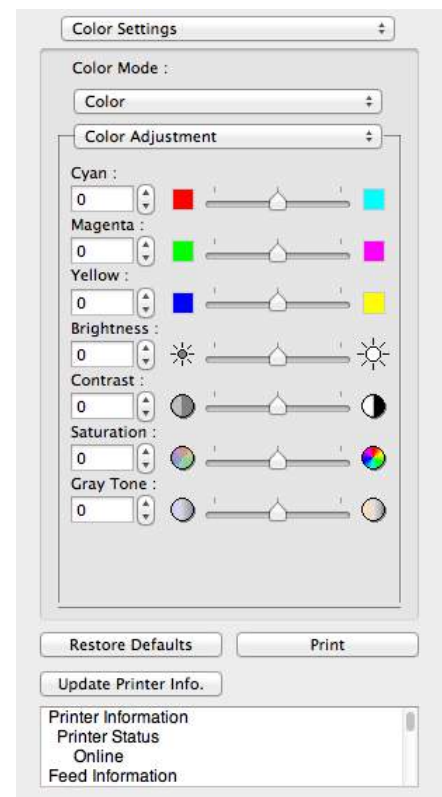 Color Settings
Color Mode :
Color
Color Adjustment
Cyan :
0
Magenta :
0
Yellow :
0
Brightness :
0
Contrast :
0
Saturation :
0
Gray Tone :
0
Restore Defaults
Print
Update Printer Info.
Printer Information
Printer Status
Online
Feed Information